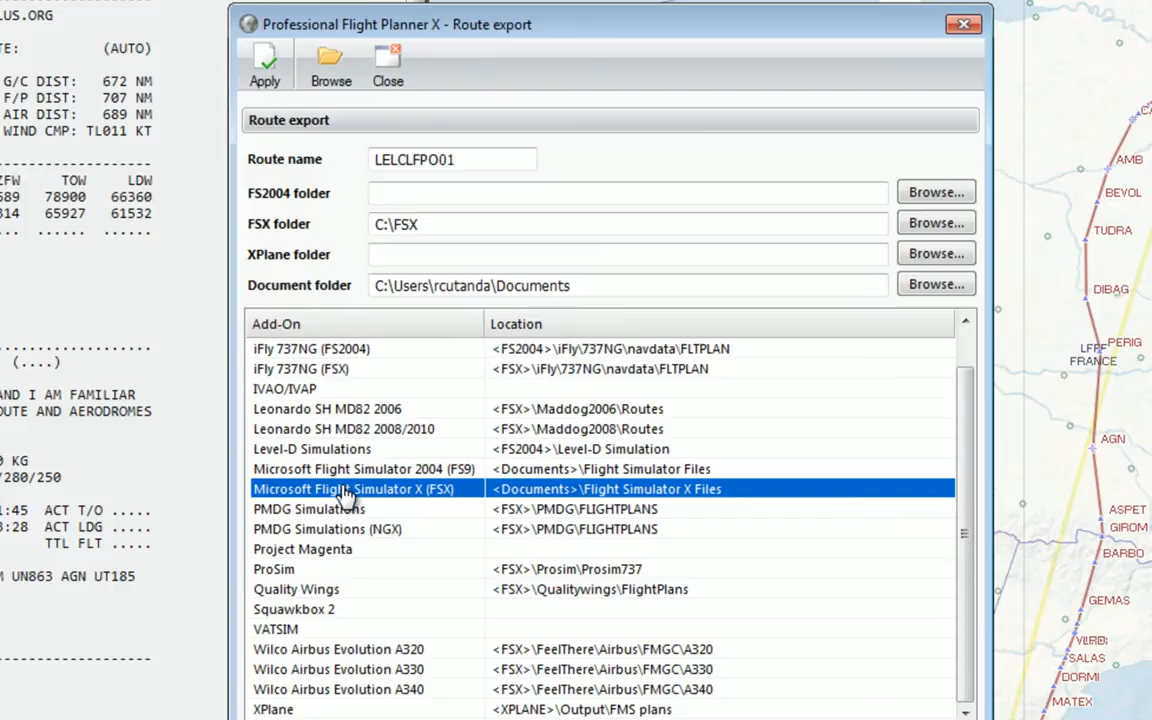 LUS.ORG
TE: (AUTO)
G/C DIST: 672 NM
F/P DIST: 707 NM
AIR DIST: 689 NM
WIND CMP: TL011 KT
ZFW TOW LDW
589 78900 66360
314 65927 61532
... ...... ......
(....)
AND I AM FAMILIAR
OUTE AND AERODROMES
0 KG
/280/250
1:45 ACT T/O .....
3:28 ACT LDG .....
TTL FLT .....
M UN863 AGN UT185
Professional Flight Planner X - Route export
Apply Browse Close
Route export
Route name LELCLFPO01
FS2004 folder Browse...
FSX folder C:\FSX Browse...
XPlane folder Browse...
Document folder C:\Users\rcutanda\Documents Browse...
Add-On Location
iFly 737NG (FS2004) <FS2004>\iFly\737NG\navdata\FLTPLAN
iFly 737NG (FSX) <FSX>\iFly\737NG\navdata\FLTPLAN
IVAO/IVAP
Leonardo SH MD82 2006 <FSX>\Maddog2006\Routes
Leonardo SH MD82 2008/2010 <FSX>\Maddog2008\Routes
Level-D Simulations <FS2004>\Level-D Simulation
Microsoft Flight Simulator 2004 (FS9) <Documents>\Flight Simulator Files
Microsoft Flight Simulator X (FSX) <Documents>\Flight Simulator X Files
PMDG Simulations <FSX>\PMDG\FLIGHTPLANS
PMDG Simulations (NGX) <FSX>\PMDG\FLIGHTPLANS
Project Magenta
ProSim <FSX>\Prosim\Prosim737
Quality Wings <FSX>\Qualitywings\FlightPlans
Squawkbox 2
VATSIM
Wilco Airbus Evolution A320 <FSX>\FeelThere\Airbus\FMGC\A320
Wilco Airbus Evolution A330 <FSX>\FeelThere\Airbus\FMGC\A330
Wilco Airbus Evolution A340 <FSX>\FeelThere\Airbus\FMGC\A340
XPlane <XPLANE>\Output\FMS plans
AMB
BEVOL
TUDRA
DIBAG
PERIG
FRANCE
AGN
ASPET
GIROM
BARBO
GEMAS
SALAS
DORMI
MATEX